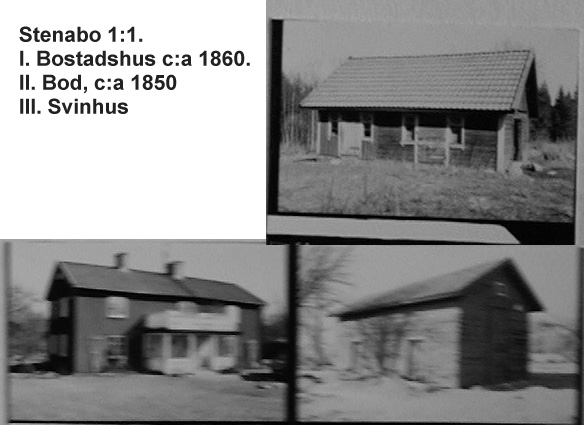 Stenabo 1:1.
I. Bostadshus c:a 1860.
II. Bod, c:a 1850
III. Svinhus